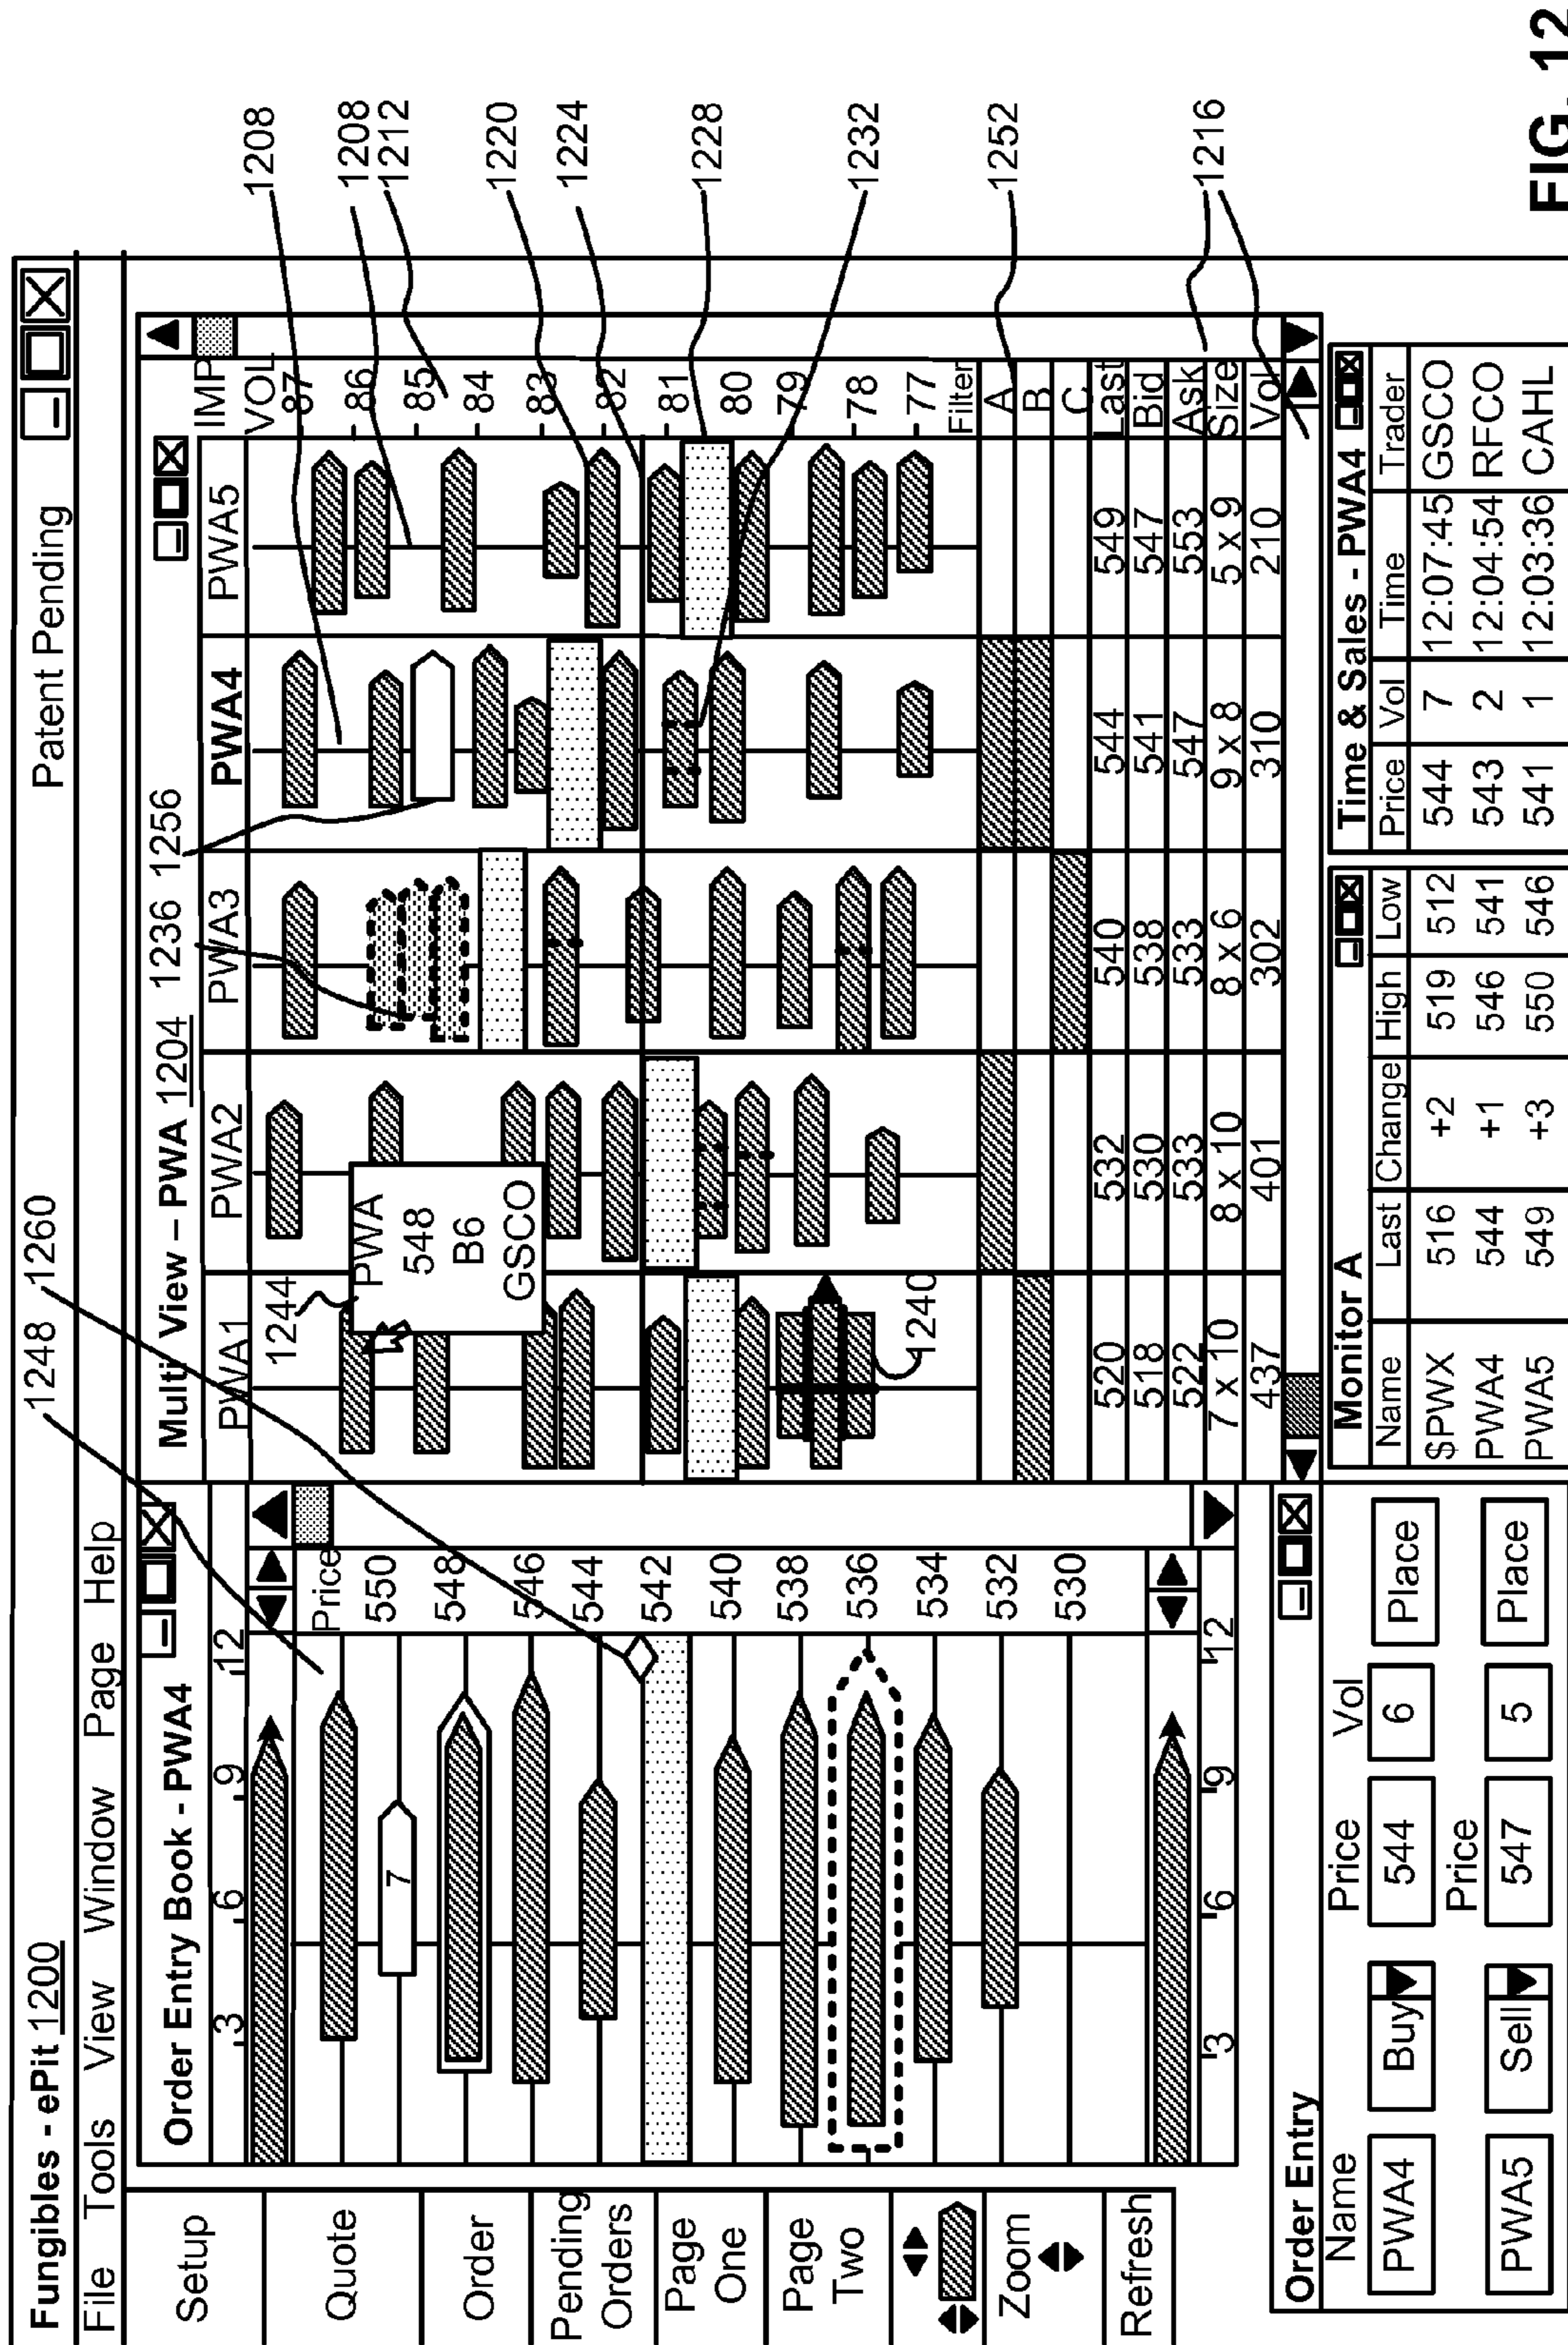 Fungibles - ePit 1200
Patent Pending
File Tools View Window Page Help
Setup
Quote
Order
Pending Orders
Page One
Page Two
Zoom
Refresh
Order Entry Book - PWA4
3 6 9 12
Price
550
7
548
546
544
542
540
538
536
534
532
530
3 6 9 12
1248
1260
Multi View – PWA 1204
1236
1256
PWA1 PWA2 PWA3 PWA4 PWA5
IMP
VOL
87
86
85
84
83
82
81
80
79
78
77
1244
PWA
548
B6
GSCO
1240
Filter
A
B
C
520 532 540 544 549 Last
518 530 538 541 547 Bid
522 533 533 547 553 Ask
7 x 10 8 x 10 8 x 6 9 x 8 5 x 9 Size
437 401 302 310 210 Vol
1208
1208
1212
1220
1224
1228
1232
1252
1216
Order Entry
Name Price Vol
PWA4 Buy 544 6 Place
Price
PWA5 Sell 547 5 Place
Monitor A
Name Last Change High Low
$PWX 516 +2 519 512
PWA4 544 +1 546 541
PWA5 549 +3 550 546
Time & Sales - PWA4
Price Vol Time Trader
544 7 12:07:45 GSCO
543 2 12:04:54 RFCO
541 1 12:03:36 CAHL
FIG. 12